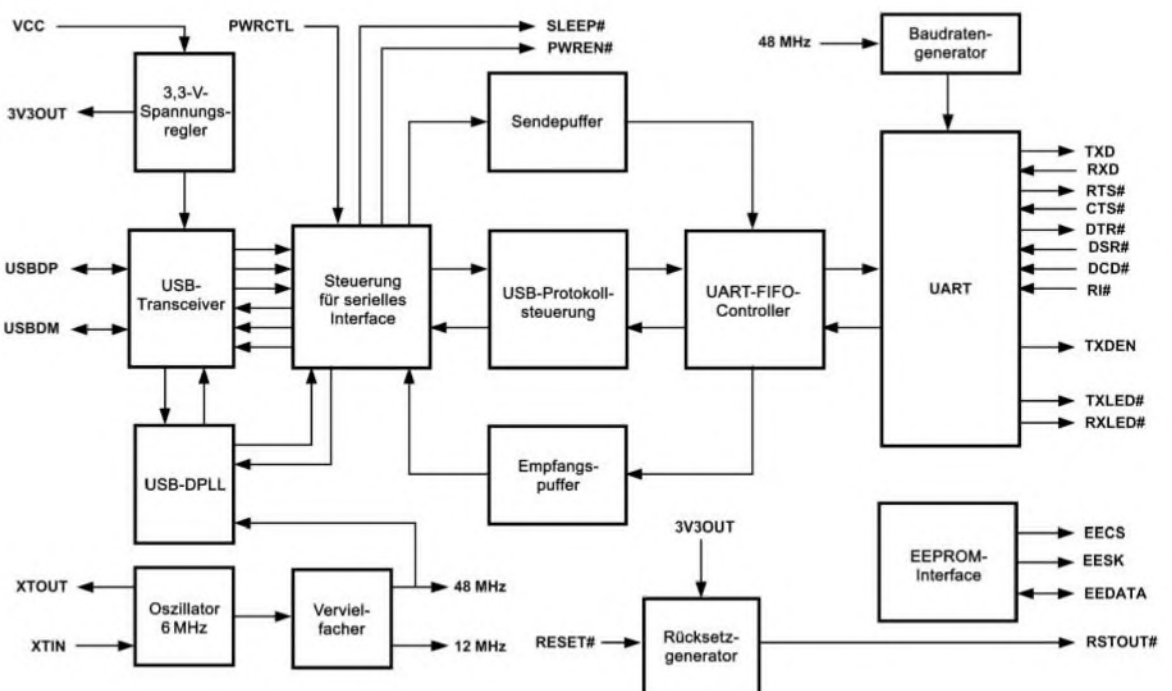 VCC
PWRCTL
SLEEP#
PWREN#
48 MHz
Baudraten-
generator
3,3-V-
Spannungs-
regler
3V3OUT
Sendepuffer
TXD
RXD
RTS#
CTS#
DTR#
DSR#
DCD#
RI#
TXDEN
TXLED#
RXLED#
USBDP
USBDM
USB-
Transceiver
Steuerung
für serielles
Interface
USB-Protokoll-
steuerung
UART-FIFO-
Controller
UART
USB-DPLL
Empfangs-
puffer
3V3OUT
EEPROM-
Interface
EECS
EESK
EEDATA
XTOUT
XTIN
Oszillator
6 MHz
Verviel-
facher
48 MHz
12 MHz
RESET#
Rücksetz-
generator
RSTOUT#